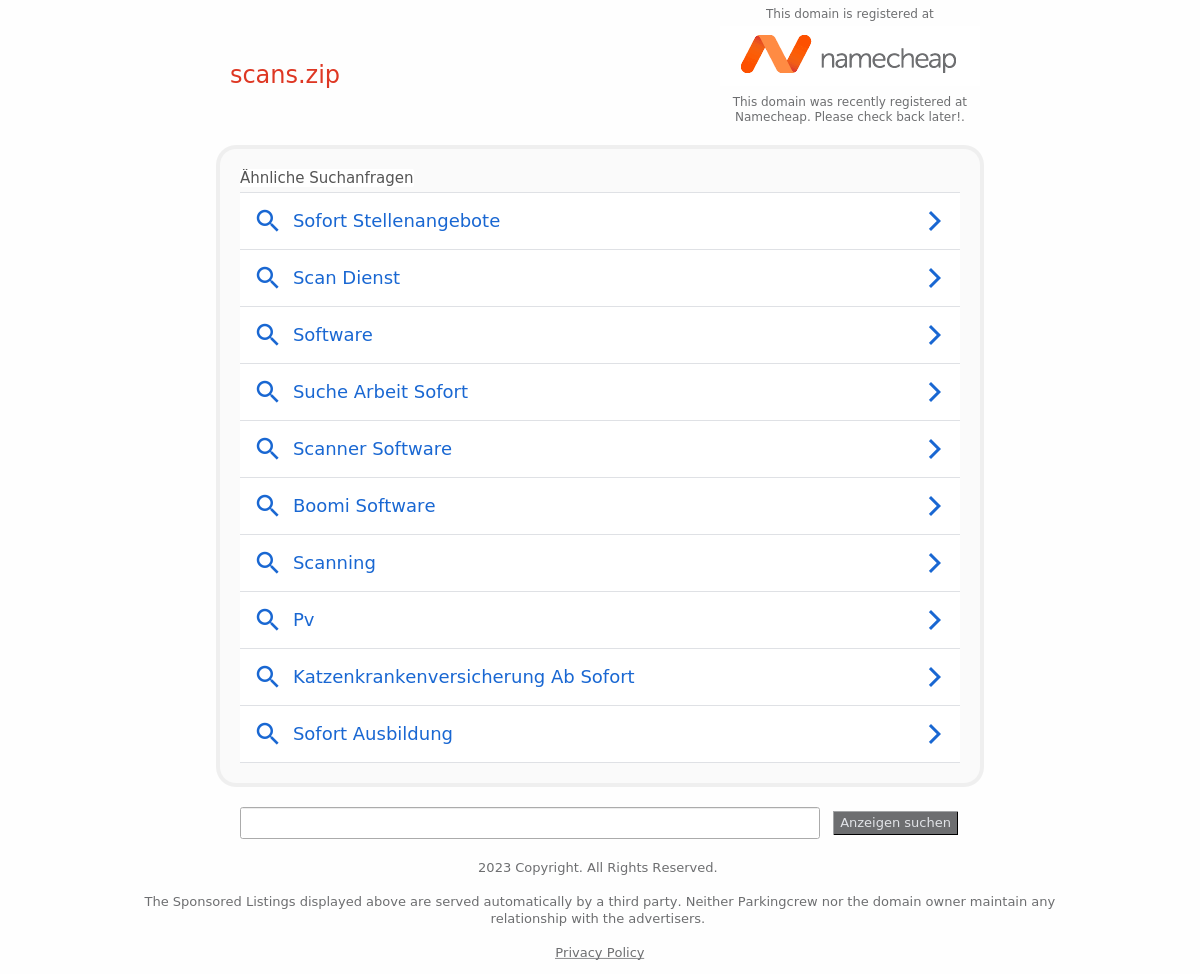 This domain is registered at
namecheap
scans.zip
This domain was recently registered at
Namecheap. Please check back later!.
Ähnliche Suchanfragen
Sofort Stellenangebote
Scan Dienst
Software
Suche Arbeit Sofort
Scanner Software
Boomi Software
Scanning
Pv
Katzenkrankenversicherung Ab Sofort
Sofort Ausbildung
Anzeigen suchen
2023 Copyright. All Rights Reserved.
The Sponsored Listings displayed above are served automatically by a third party. Neither Parkingcrew nor the domain owner maintain any
relationship with the advertisers.
Privacy Policy